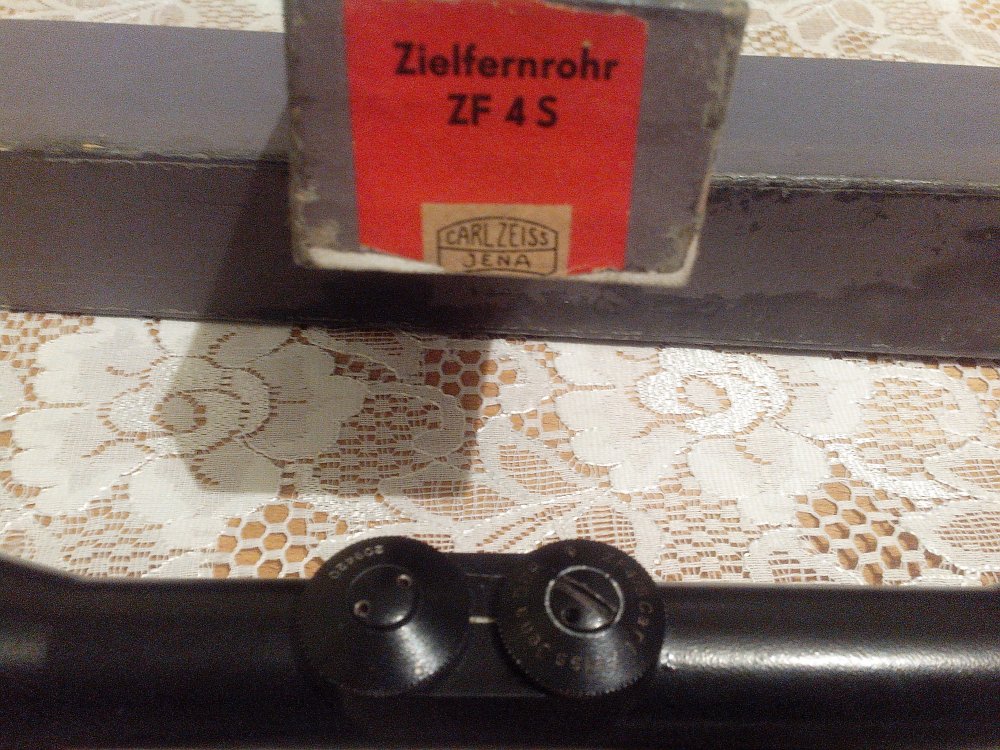 Zielfernrohr
ZF 4 S
CARL ZEISS
JENA